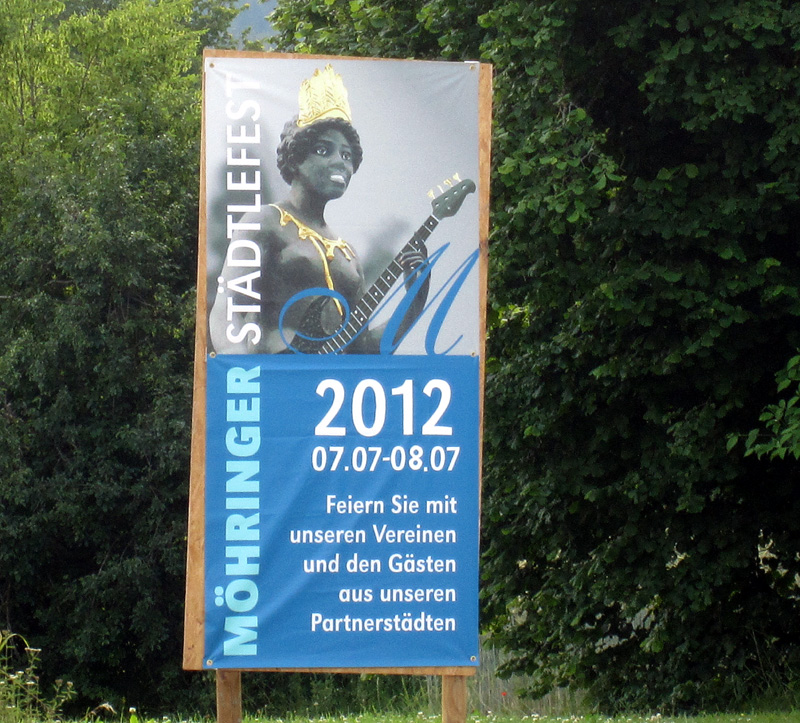 MÖHRINGER STÄDTLEFEST
M
2012
07.07-08.07
Feiern Sie mit
unseren Vereinen
und den Gästen
aus unseren
Partnerstädten